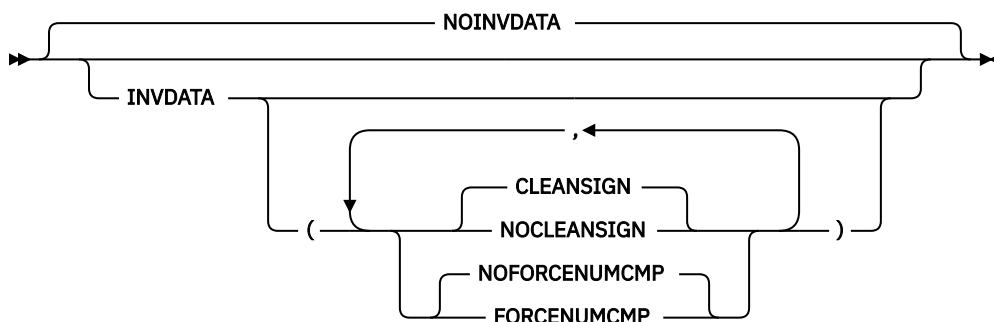 NOINVDATA
INVDATA
,
CLEANSIGN
( NOCLEANSIGN )
NOFORCENUMCMP
FORCENUMCMP